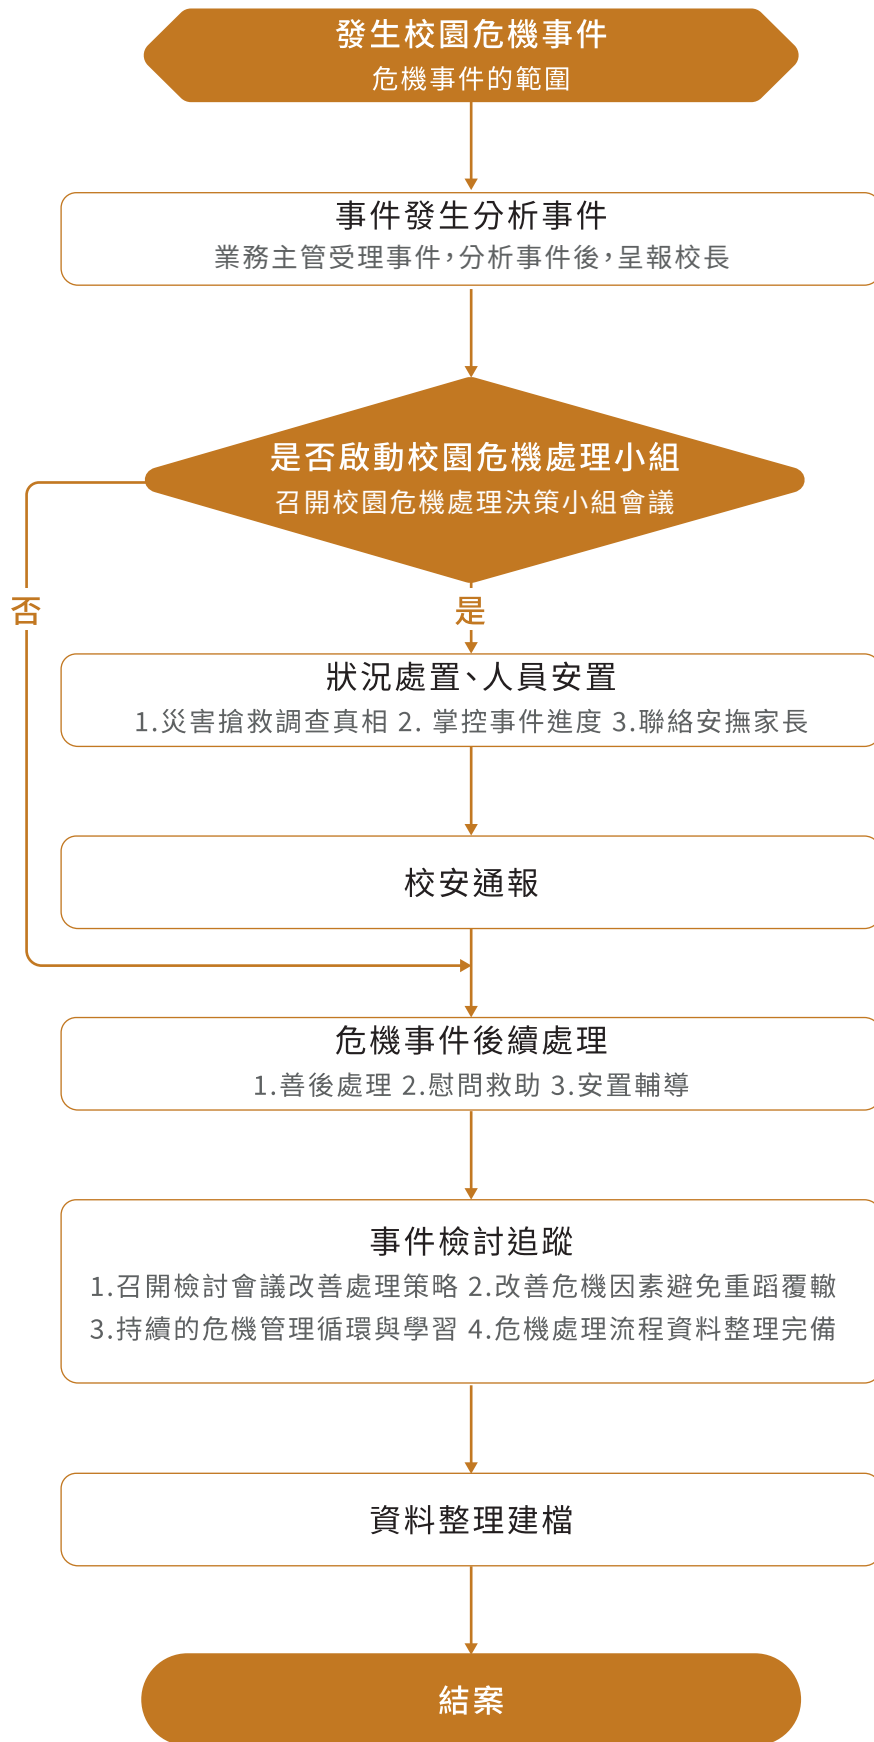 發生校園危機事件
危機事件的範圍
事件發生分析事件
業務主管受理事件，分析事件後，呈報校長
是否啟動校園危機處理小組
召開校園危機處理決策小組會議
否
是
狀況處置、人員安置
1.災害搶救調查真相 2. 掌控事件進度 3.聯絡安撫家長
校安通報
危機事件後續處理
1.善後處理 2.慰問救助 3.安置輔導
事件檢討追蹤
1.召開檢討會議改善處理策略 2.改善危機因素避免重蹈覆轍
3.持續的危機管理循環與學習 4.危機處理流程資料整理完備
資料整理建檔
結案